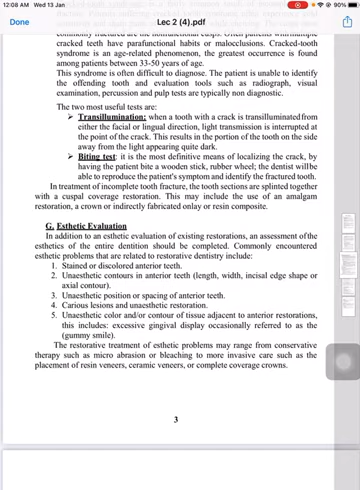 12:08 AM Wed 13 Jan
90%
Done
Lec 2 (4).pdf
cracked teeth have parafunctional habits or malocclusions. Cracked-tooth
syndrome is an age-related phenomenon, the greatest occurrence is found
among patients between 33-50 years of age.
This syndrome is often difficult to diagnose. The patient is unable to identify
the offending tooth and evaluation tools such as radiograph, visual
examination, percussion and pulp tests are typically non diagnostic.
The two most useful tests are:
➤ Transillumination: when a tooth with a crack is transilluminated from
either the facial or lingual direction, light transmission is interrupted at
the point of the crack. This results in the portion of the tooth on the side
away from the light appearing quite dark.
➤ Biting test: it is the most definitive means of localizing the crack, by
having the patient bite a wooden stick, rubber wheel; the dentist will be
able to reproduce the patient's symptom and identify the fractured tooth.
In treatment of incomplete tooth fracture, the tooth sections are splinted together
with a cuspal coverage restoration. This may include the use of an amalgam
restoration, a crown or indirectly fabricated onlay or resin composite.
G. Esthetic Evaluation
In addition to an esthetic evaluation of existing restorations, an assessment of the
esthetics of the entire dentition should be completed. Commonly encountered
esthetic problems that are related to restorative dentistry include:
1. Stained or discolored anterior teeth.
2. Unaesthetic contours in anterior teeth (length, width, incisal edge shape or
axial contour).
3. Unaesthetic position or spacing of anterior teeth.
4. Carious lesions and unaesthetic restoration.
5. Unaesthetic color and/or contour of tissue adjacent to anterior restorations,
this includes: excessive gingival display occasionally referred to as the
(gummy smile).
The restorative treatment of esthetic problems may range from conservative
therapy such as micro abrasion or bleaching to more invasive care such as the
placement of resin veneers, ceramic veneers, or complete coverage crowns.
3